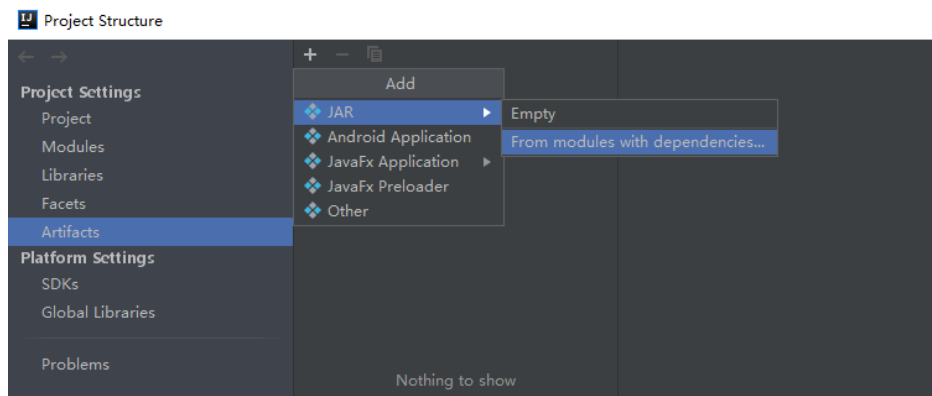 Project Structure
Project Settings
Project
Modules
Libraries
Facets
Artifacts
Platform Settings
SDKs
Global Libraries
Problems
Add
JAR
Android Application
JavaFx Application
JavaFx Preloader
Other
Empty
From modules with dependencies...
Nothing to show